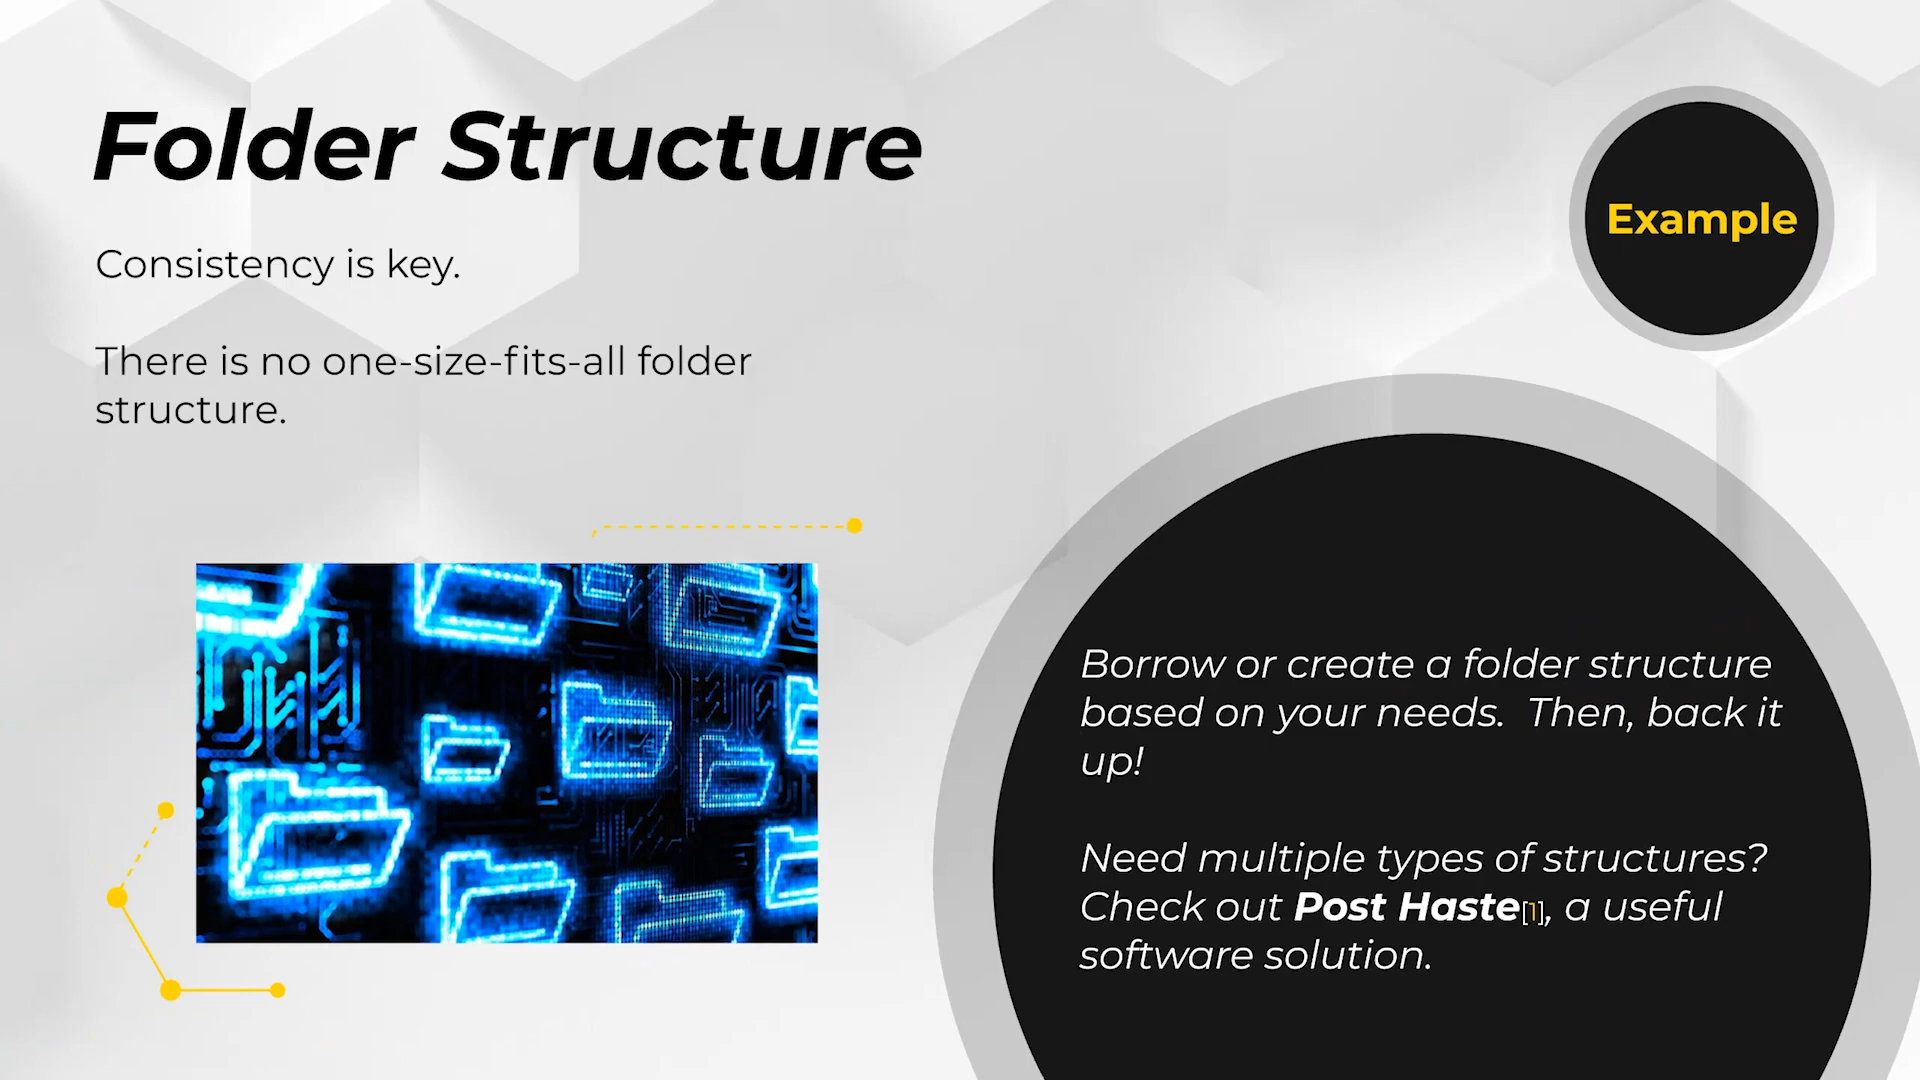 Folder Structure
Example
Consistency is key.
There is no one-size-fits-all folder
structure.
Borrow or create a folder structure
based on your needs.  Then, back it
up!
Need multiple types of structures?
Check out Post Haste[1], a useful
software solution.